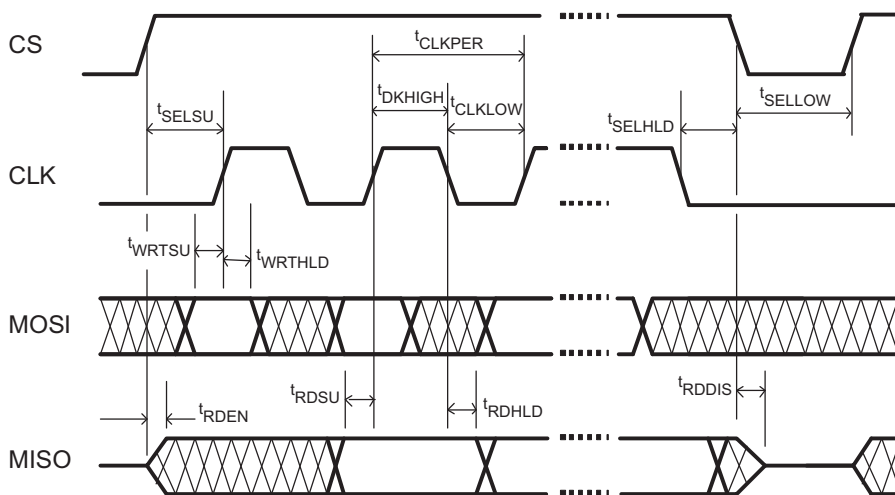 CS
tCLKPER
tDKHIGH
tCLKLOW
tSELSU
tSELHLD
tSELLOW
CLK
tWRTSU
tWRTHLD
MOSI
tRDEN
tRDSU
tRDHLD
tRDDIS
MISO